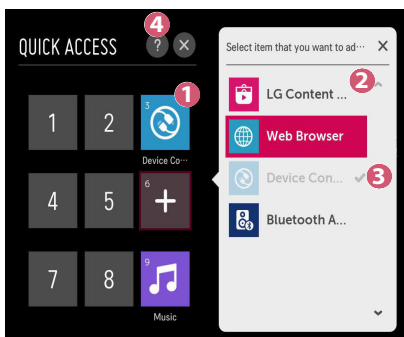 4
QUICK ACCESS ? ×
1
1 2 3
Device Co...
4 5 6 +
7 8 9
Music
Select item that you want to ad... ×
2
LG Content ...
Web Browser
Device Con... ✓ 3
Bluetooth A...